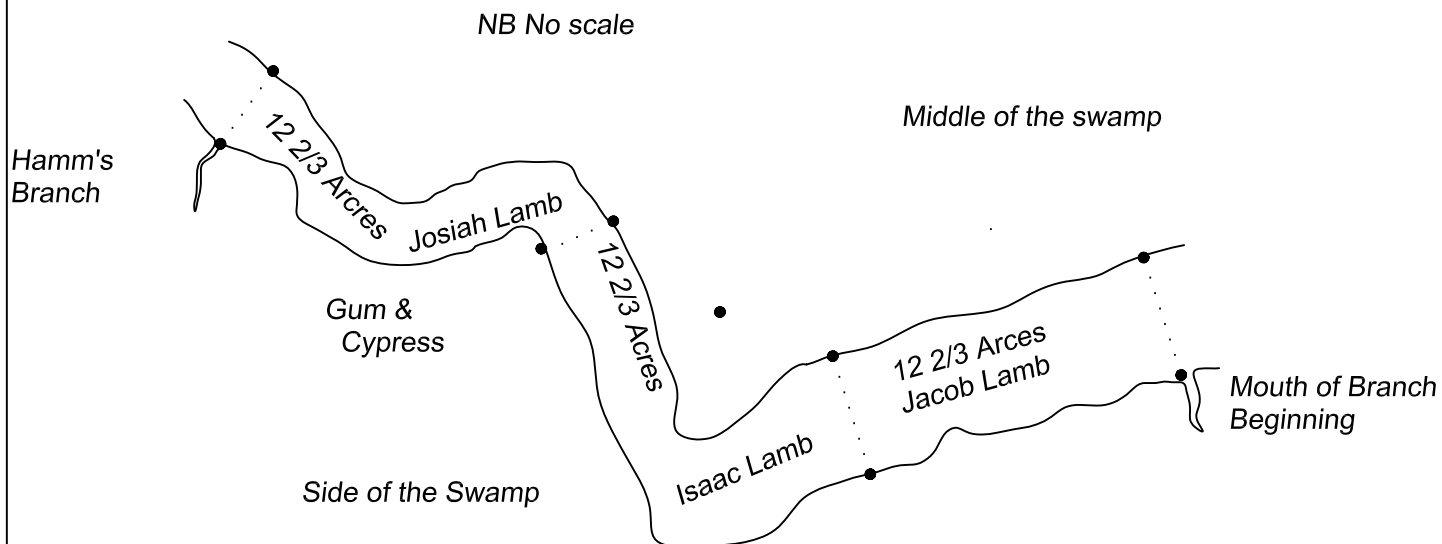 NB No scale
Middle of the swamp
Hamm's
Branch
12 2/3 Arcres
Josiah Lamb
12 2/3 Acres
Gum &
Cypress
12 2/3 Arces
Jacob Lamb
Mouth of Branch
Beginning
Isaac Lamb
Side of the Swamp